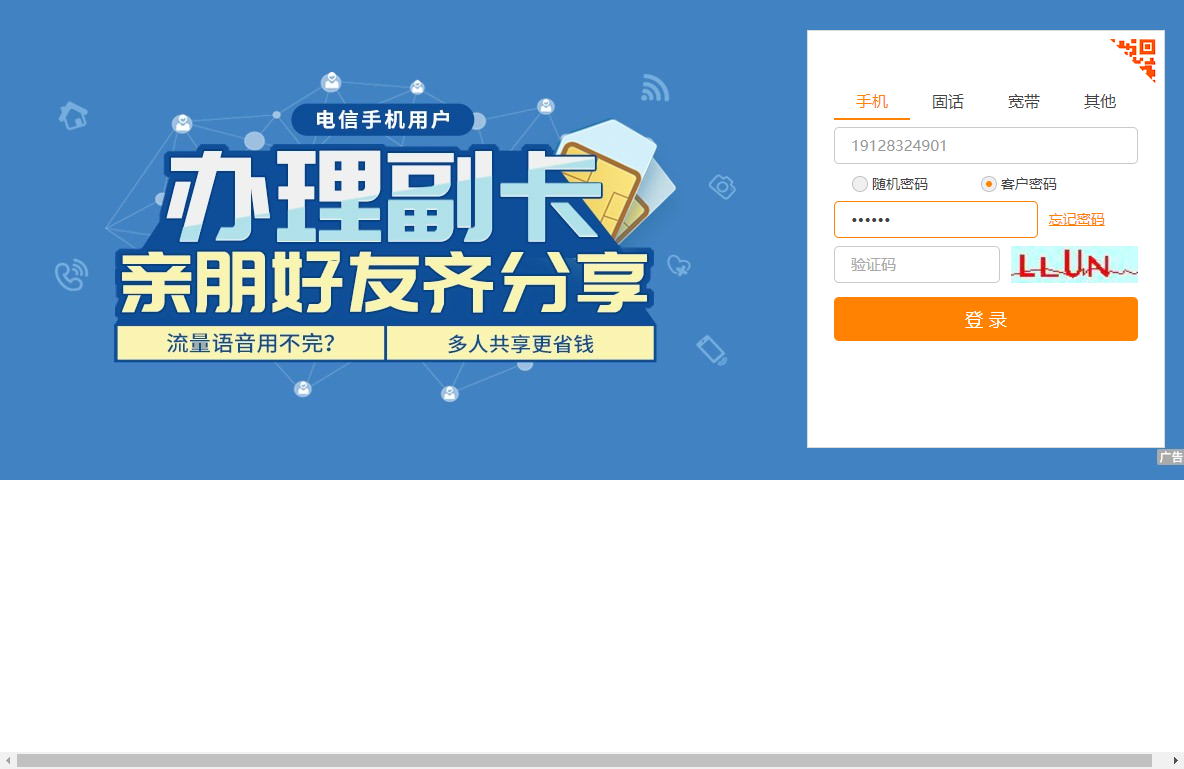 电信手机用户
办理副卡
亲朋好友齐分享
流量语音用不完？
多人共享更省钱
手机 固话 宽带 其他
19128324901
随机密码 客户密码
••••••
忘记密码
验证码
LLUN
登 录
广告